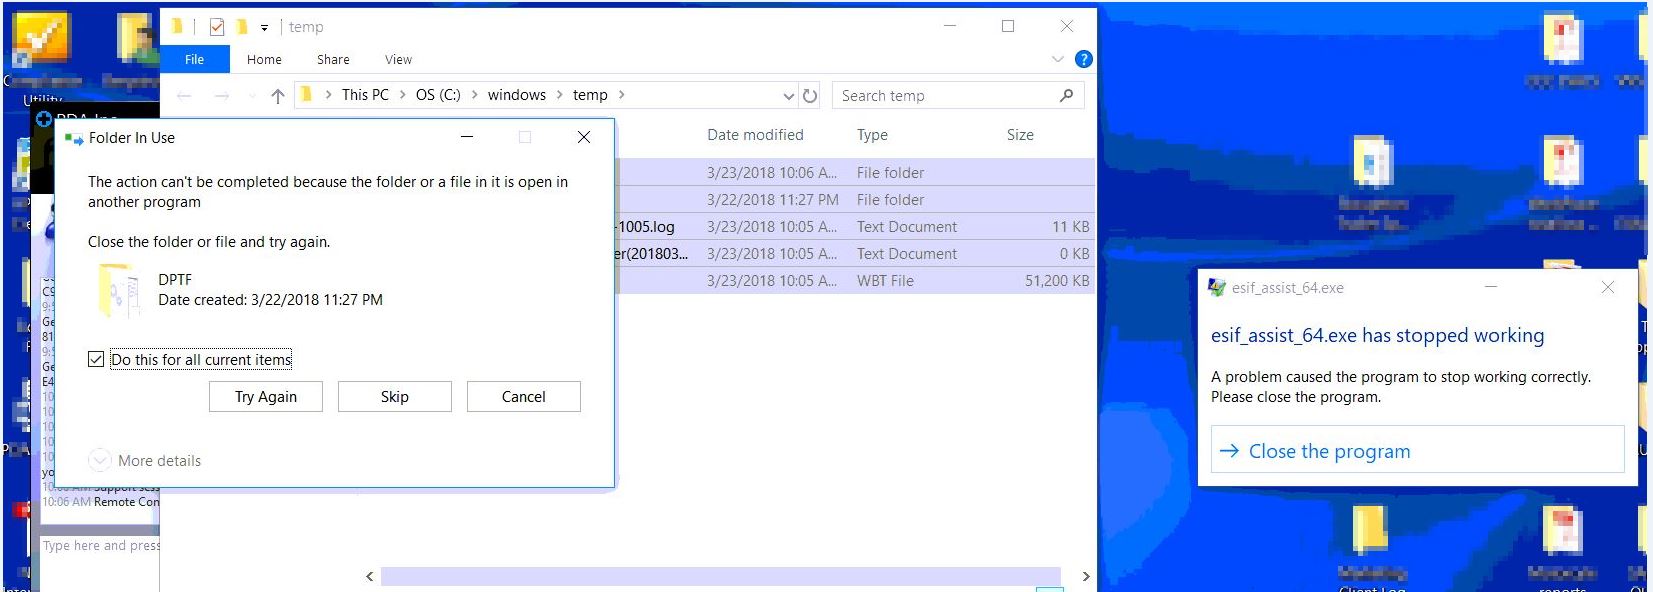 temp
File
Home
Share
View
?
This PC
OS (C:)
windows
temp
Search temp
Utility
Folder In Use
The action can't be completed because the folder or a file in it is open in
another program
Close the folder or file and try again.
DPTF
Date created: 3/22/2018 11:27 PM
Do this for all current items
Try Again
Skip
Cancel
More details
10:06 AM Remote Con
Type here and press
Date modified
Type
Size
3/23/2018 10:06 A... File folder
3/22/2018 11:27 PM File folder
-1005.log 3/23/2018 10:05 A... Text Document 11 KB
er(201803... 3/23/2018 10:05 A... Text Document 0 KB
3/23/2018 10:05 A... WBT File 51,200 KB
esif_assist_64.exe
esif_assist_64.exe has stopped working
A problem caused the program to stop working correctly.
Please close the program.
Close the program
Client Log
reports